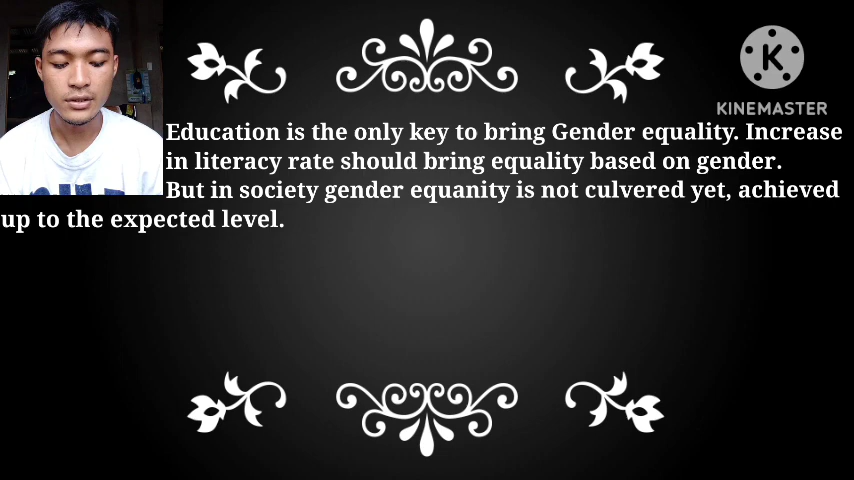 KINEMASTER
Education is the only key to bring Gender equality. Increase
in literacy rate should bring equality based on gender.
But in society gender equanity is not culvered yet, achieved
up to the expected level.